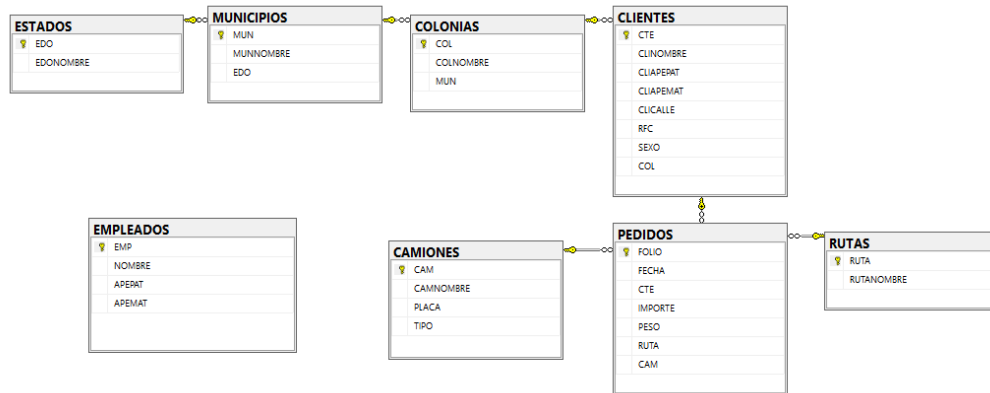 ESTADOS
EDO
EDONOMBRE
MUNICIPIOS
MUN
MUNNOMBRE
EDO
COLONIAS
COL
COLNOMBRE
MUN
CLIENTES
CTE
CLINOMBRE
CLIAPEPAT
CLIAPEMAT
CLICALLE
RFC
SEXO
COL
EMPLEADOS
EMP
NOMBRE
APEPAT
APEMAT
CAMIONES
CAM
CAMNOMBRE
PLACA
TIPO
PEDIDOS
FOLIO
FECHA
CTE
IMPORTE
PESO
RUTA
CAM
RUTAS
RUTA
RUTANOMBRE